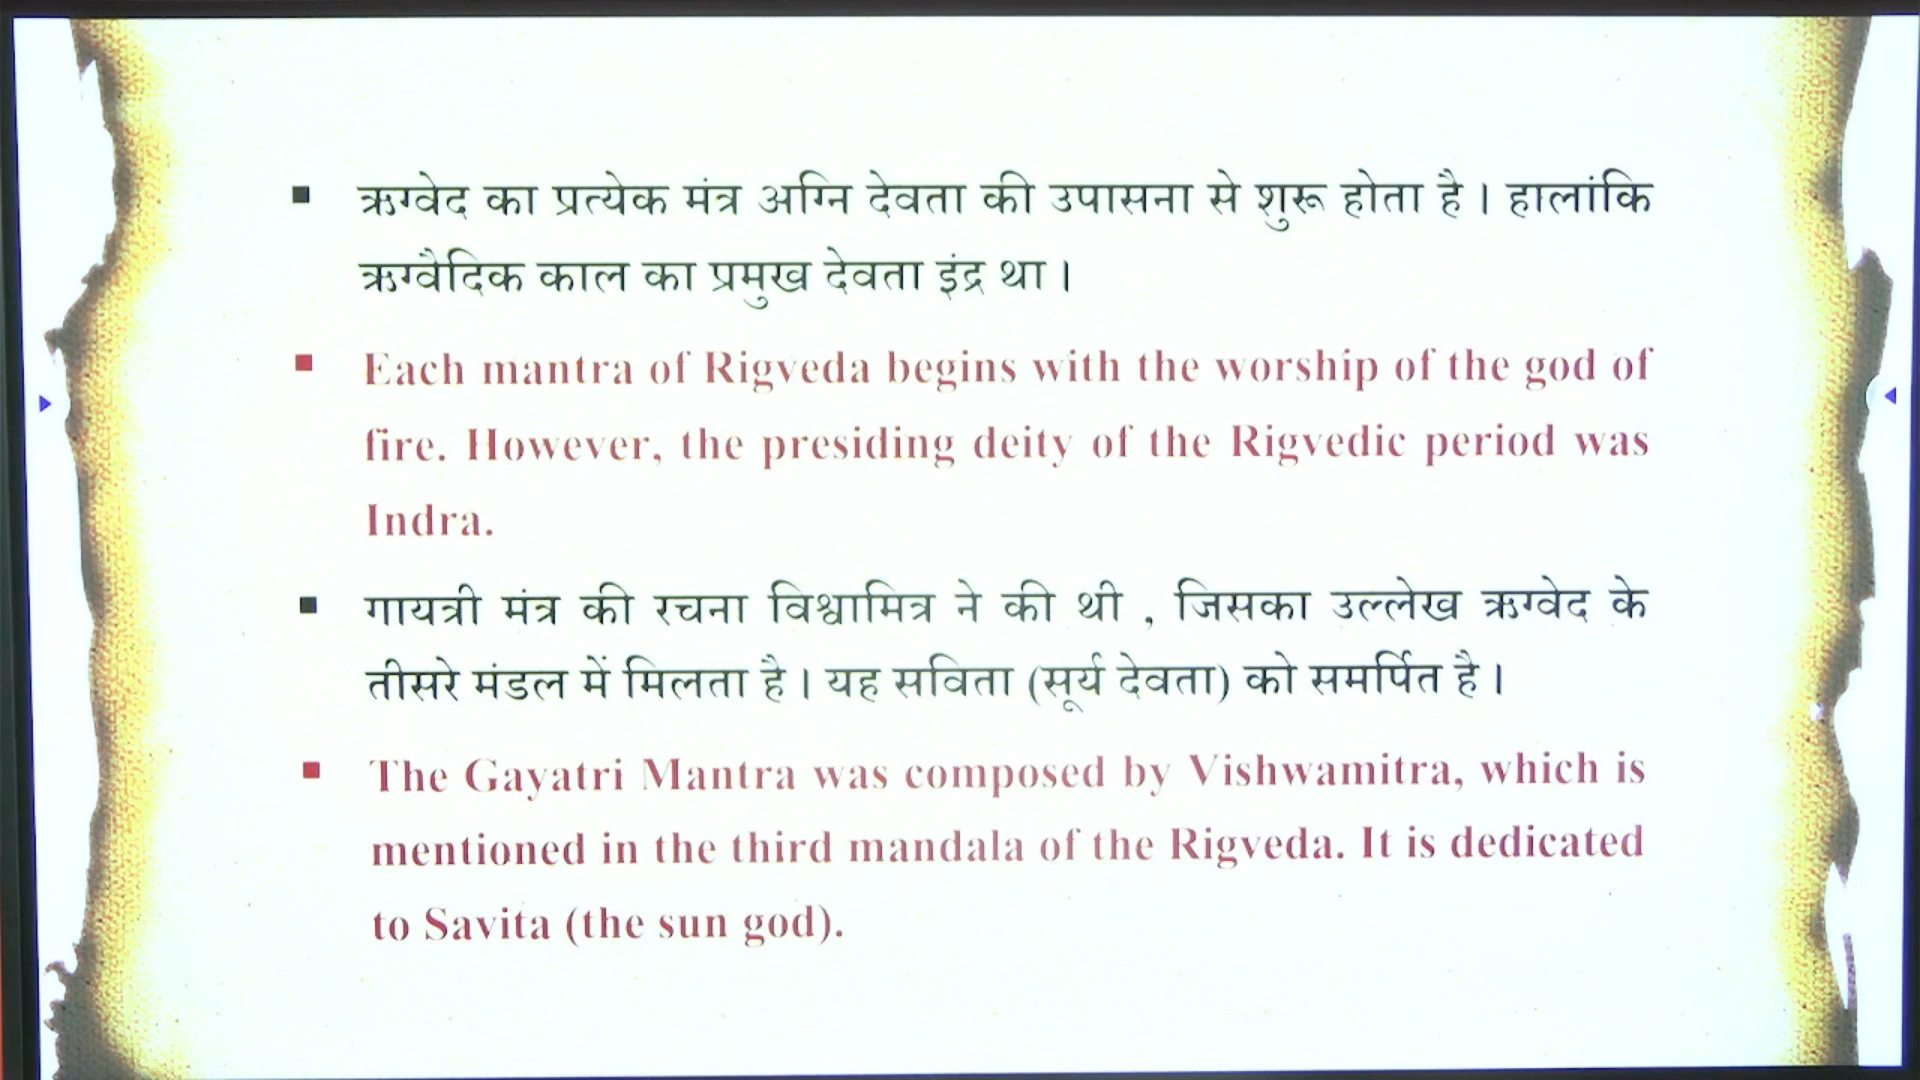 ▪ ऋग्वेद का प्रत्येक मंत्र अग्नि देवता की उपासना से शुरू होता है । हालांकि
ऋग्वैदिक काल का प्रमुख देवता इंद्र था ।
▪ Each mantra of Rigveda begins with the worship of the god of
fire. However, the presiding deity of the Rigvedic period was
Indra.
▪ गायत्री मंत्र की रचना विश्वामित्र ने की थी , जिसका उल्लेख ऋग्वेद के
तीसरे मंडल में मिलता है । यह सविता (सूर्य देवता) को समर्पित है ।
▪ The Gayatri Mantra was composed by Vishwamitra, which is
mentioned in the third mandala of the Rigveda. It is dedicated
to Savita (the sun god).